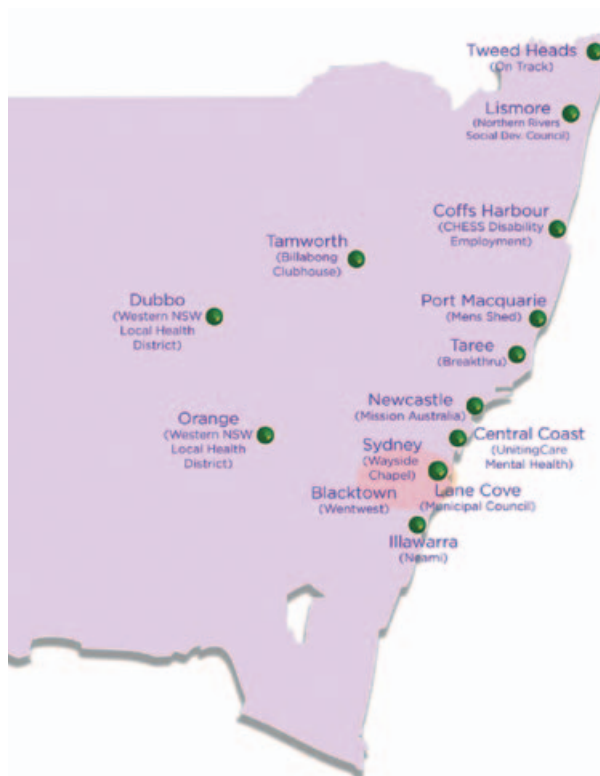 Tweed Heads
(On Track)
Lismore
(Northern Rivers
Social Dev. Council)
Coffs Harbour
(CHESS Disability
Employment)
Tamworth
(Billabong
Clubhouse)
Dubbo
(Western NSW
Local Health
District)
Port Macquarie
(Mens Shed)
Taree
(Breakthru)
Newcastle
(Mission Australia)
Orange
(Western NSW
Local Health
District)
Central Coast
(UnitingCare
Mental Health)
Sydney
(Wayside
Chapel)
Blacktown
(Wentwest)
Lane Cove
(Municipal Council)
Illawarra
(Neami)